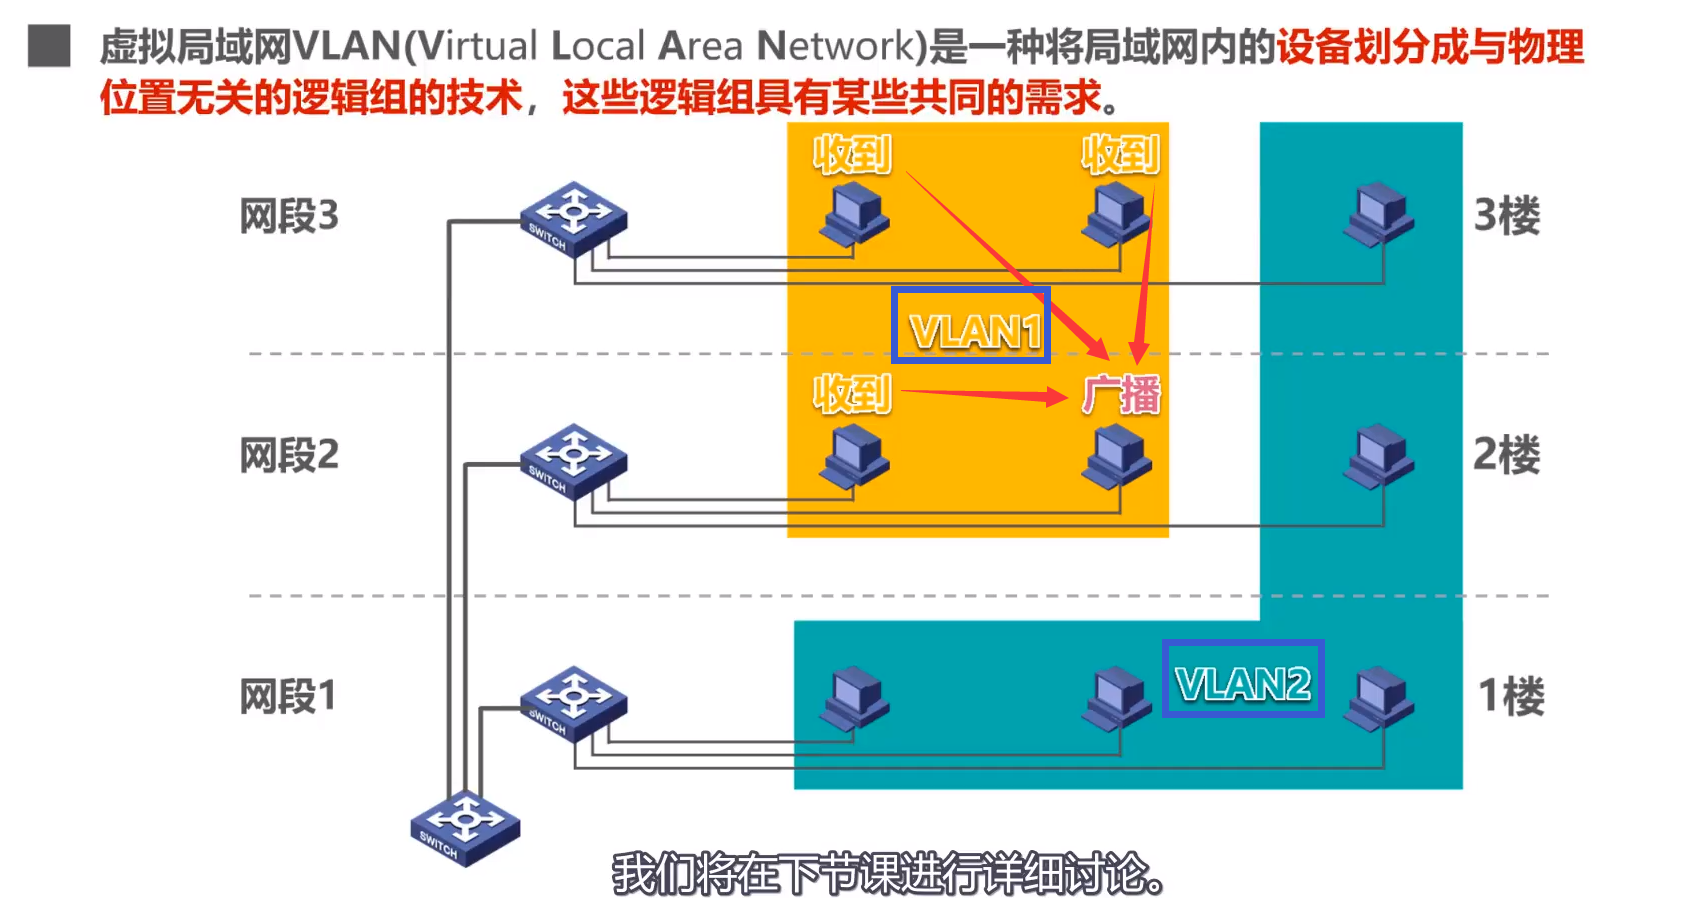 虚拟局域网VLAN(Virtual Local Area Network)是一种将局域网内的设备划分成与物理
位置无关的逻辑组的技术，这些逻辑组具有某些共同的需求。
收到
收到
网段3
SWITCH
3楼
VLAN1
收到
广播
网段2
SWITCH
2楼
VLAN2
网段1
SWITCH
1楼
SWITCH
我们将在下节课进行详细讨论。